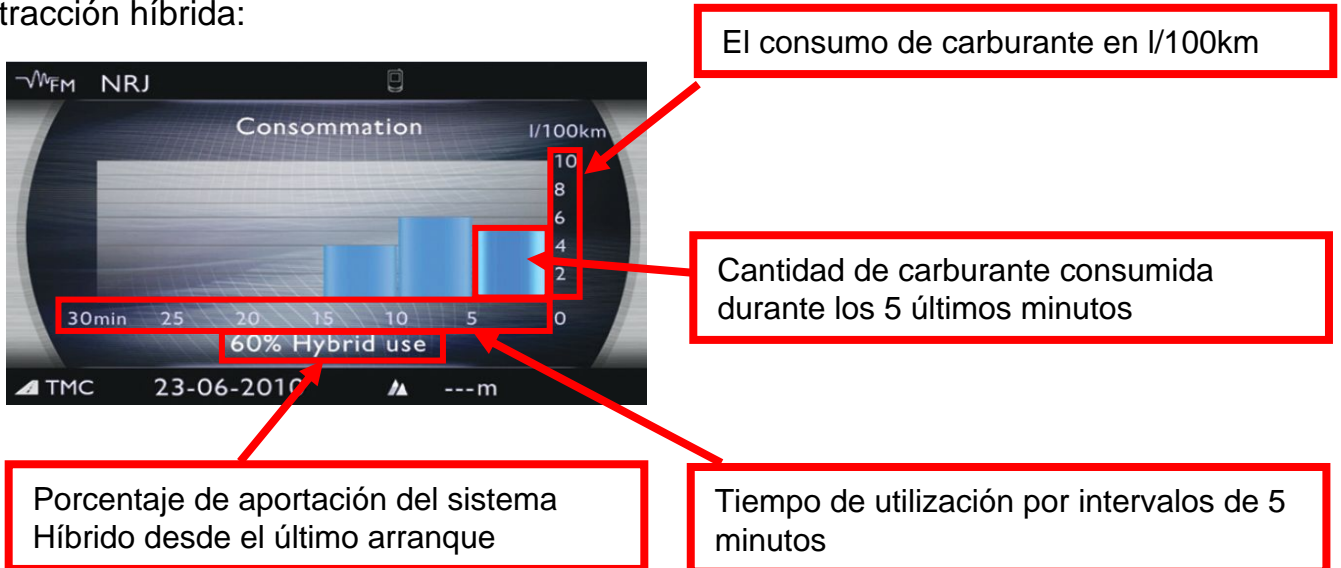 tracción híbrida:
El consumo de carburante en l/100km
FM NRJ
Consommation
l/100km
10
8
6
4
2
30min 25 20 15 10 5 0
60% Hybrid use
TMC 23-06-2010 ---m
Cantidad de carburante consumida
durante los 5 últimos minutos
Porcentaje de aportación del sistema
Híbrido desde el último arranque
Tiempo de utilización por intervalos de 5
minutos